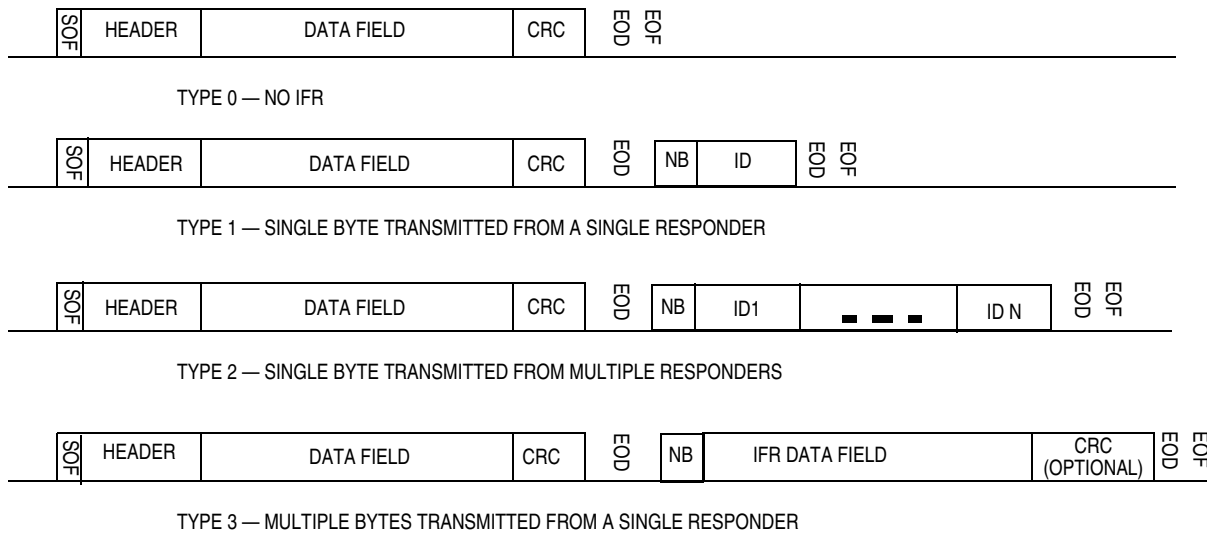 SOF HEADER DATA FIELD CRC EOD EOF
TYPE 0 — NO IFR
SOF HEADER DATA FIELD CRC EOD NB ID EOD EOF
TYPE 1 — SINGLE BYTE TRANSMITTED FROM A SINGLE RESPONDER
SOF HEADER DATA FIELD CRC EOD NB ID1 ID N EOD EOF
TYPE 2 — SINGLE BYTE TRANSMITTED FROM MULTIPLE RESPONDERS
SOF HEADER DATA FIELD CRC EOD NB IFR DATA FIELD CRC (OPTIONAL) EOD EOF
TYPE 3 — MULTIPLE BYTES TRANSMITTED FROM A SINGLE RESPONDER